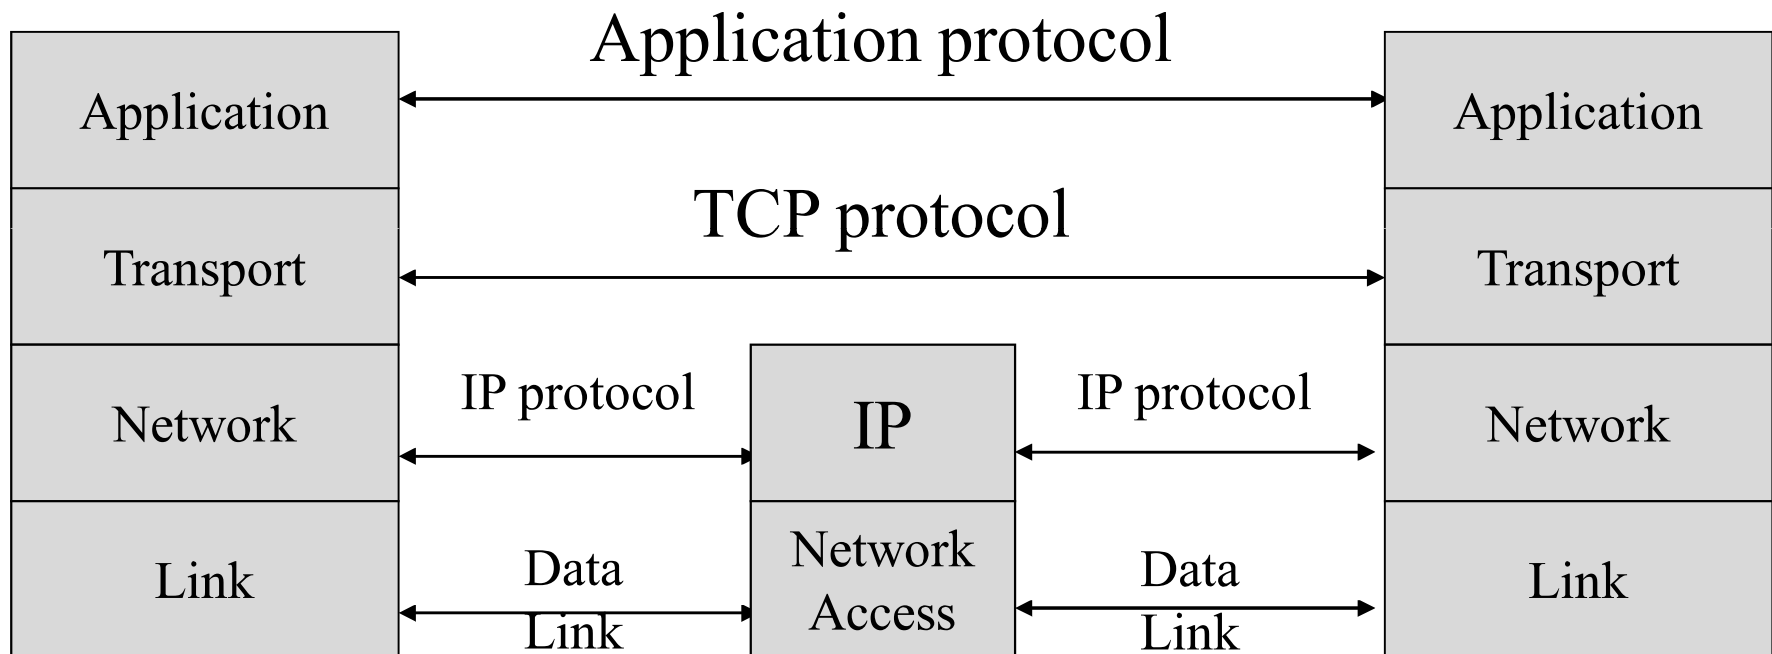 Application protocol
Application
Application
TCP protocol
Transport
Transport
IP protocol
IP protocol
Network
IP
Network
Link
Data
Link
Network
Access
Data
Link
Link